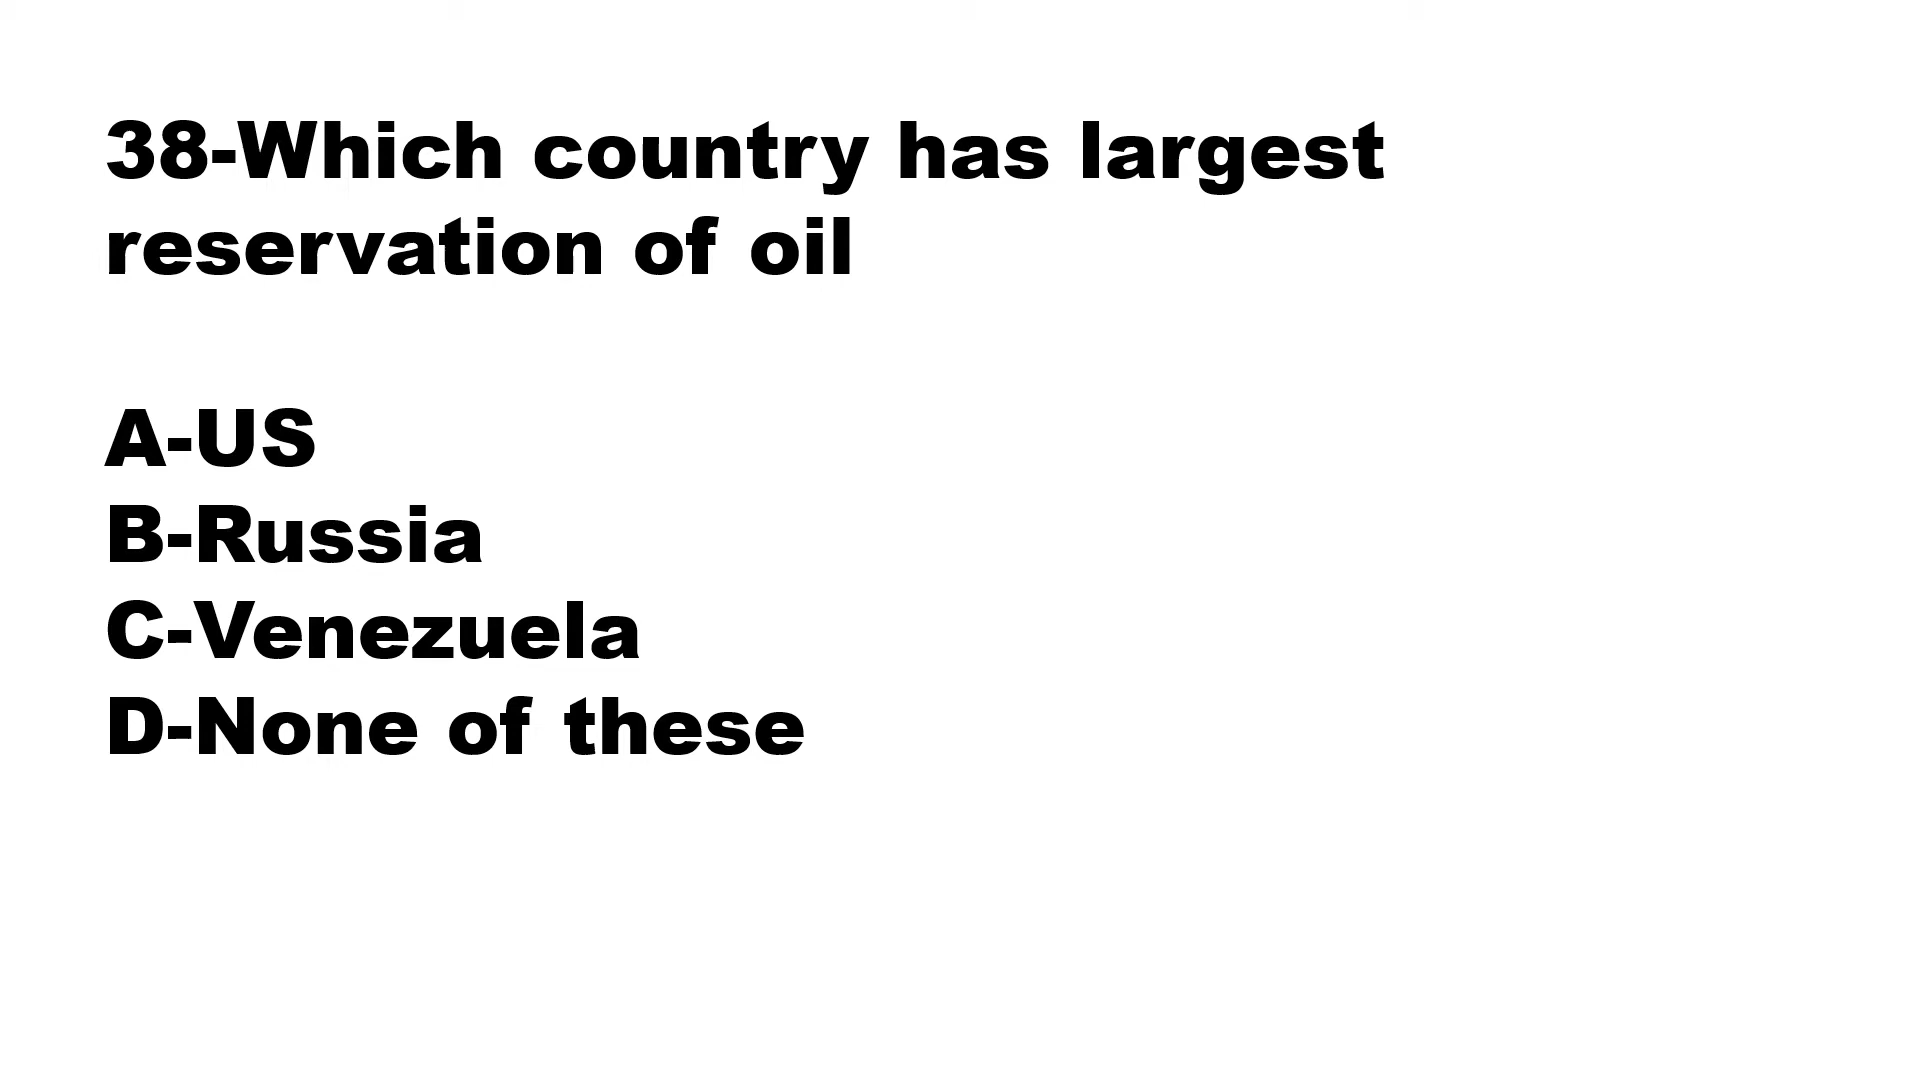 38-Which country has largest
reservation of oil
A-US
B-Russia
C-Venezuela
D-None of these